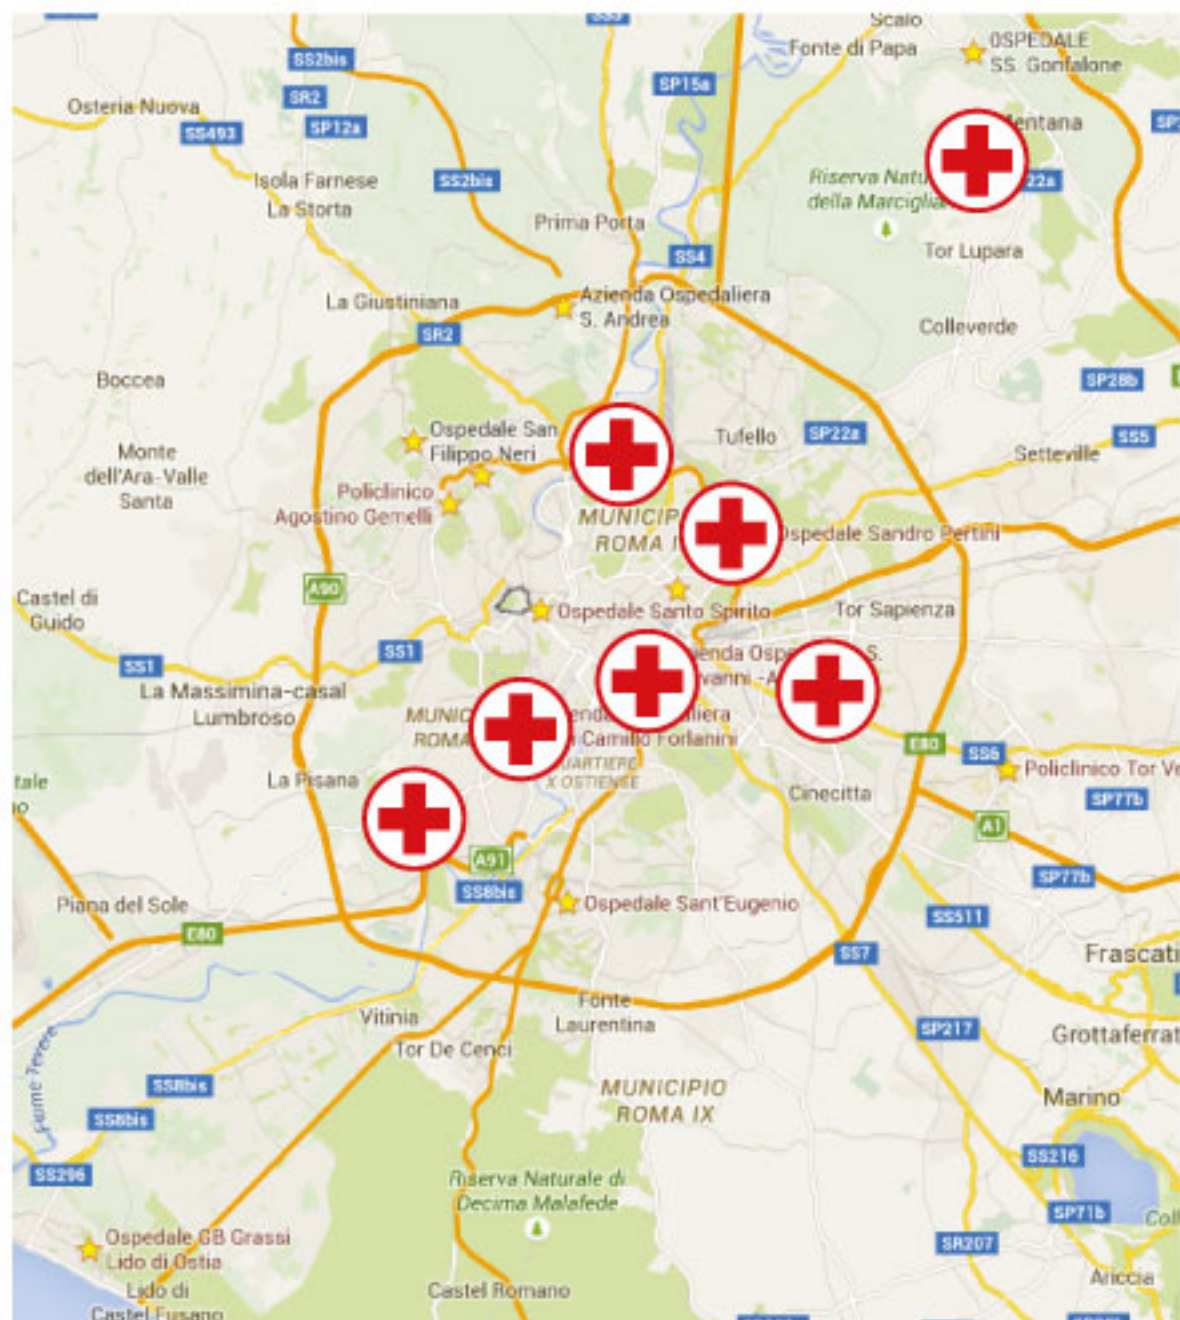 Scalo
OSPEDALE
SS. Gonfalone
Fonte di Papa
SS2bis
SP15a
SR2
Osteria Nuova
SP12a
SS493
Isola Farnese
SS2bis
La Storta
della Marciglia
22a
Prima Porta
Tor Lupara
SS4
La Giustiniana
Azienda Ospedaliera
S. Andrea
SR2
Colleverde
Boccea
SP28b
Ospedale San
Filippo Neri
Tufello
SP22a
SS5
Monte
dell'Ara-Valle
Santa
Setteville
Policlinico
Agostino Gemelli
ROMA
Ospedale Sandro Pertini
A90
Castel di
Guido
Ospedale Santo Spirito
Tor Sapienza
SS1
SS1
La Massimina-casal
Lumbroso
ROMA
Camillo Forlanini
X OSTIENSE
E80
SS6
La Pisana
Policlinico Tor Ve
Cinecitta
SP77b
A1
A91
SS8bis
SP77b
Piana del Sole
Ospedale Sant'Eugenio
SS511
E80
SS7
Frascati
Fonte
Laurentina
Vitinia
SP217
Grottaferrat
Tor De Cenci
Fiume Tevere
SS8bis
MUNICIPIO
ROMA IX
Marino
SS8bis
SS296
SS216
Riserva Naturale di
Decima Malafede
SP71b
Ospedale GB Grassi
Lido di Ostia
SR207
Ariccia
Lido di
Castel Fusano
Castel Romano